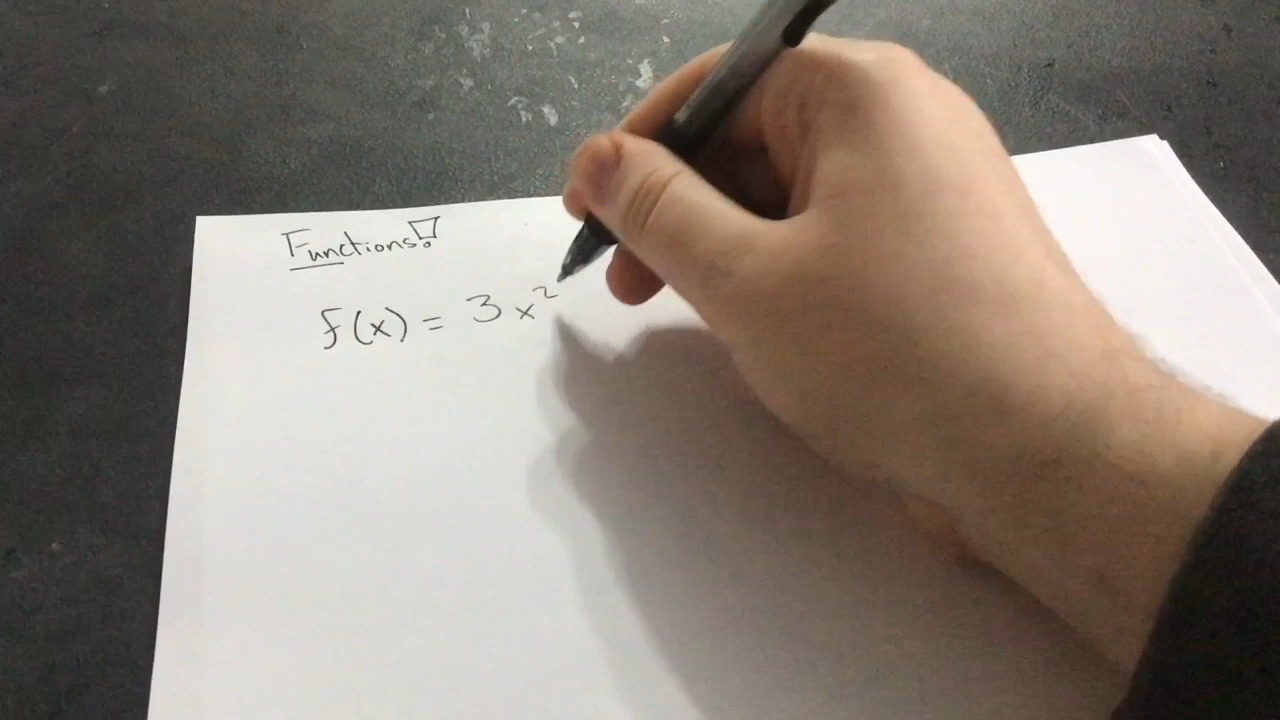 Functions!
f(x) = 3x²